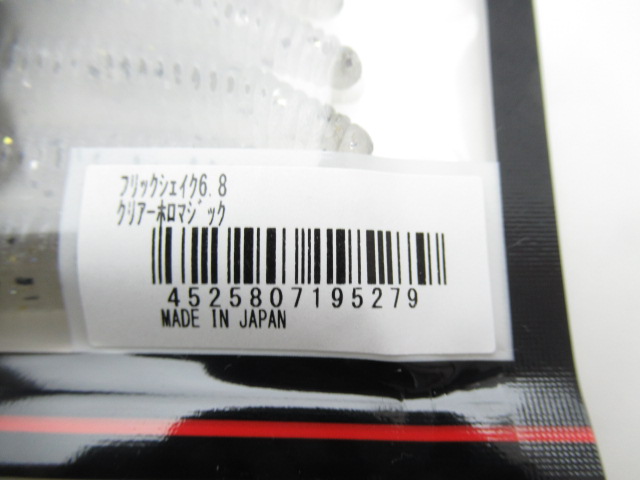 ﾌﾘｯｸｼｪｲｸ6.8
ｸﾘｱｰﾎﾛﾏｼﾞｯｸ
4525807195279
MADE IN JAPAN